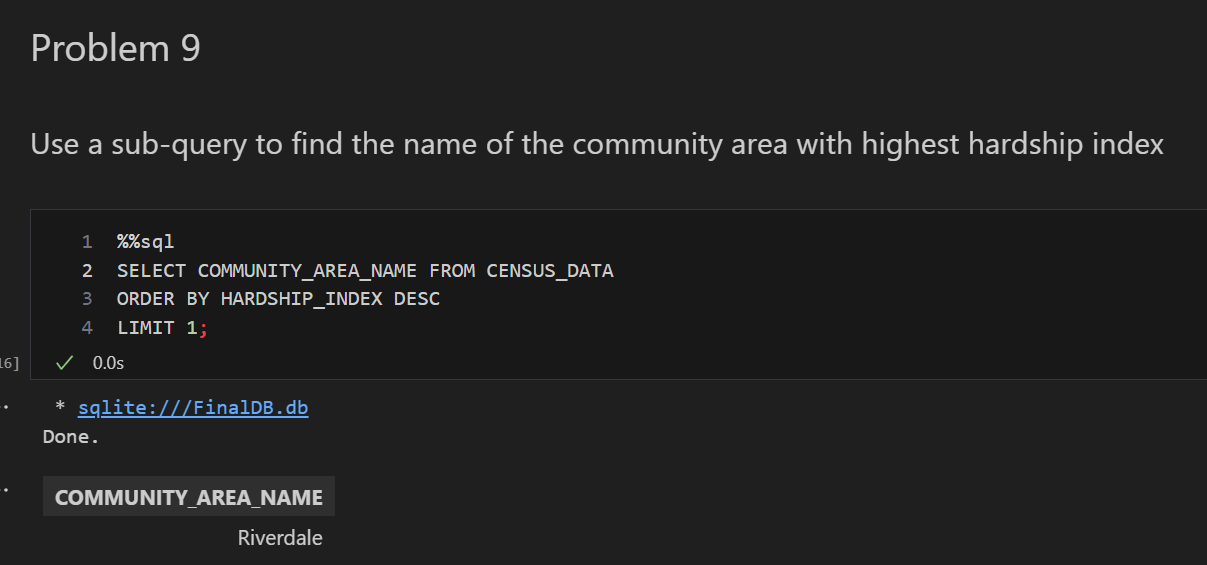 Problem 9
Use a sub-query to find the name of the community area with highest hardship index
1 %%sql
2 SELECT COMMUNITY_AREA_NAME FROM CENSUS_DATA
3 ORDER BY HARDSHIP_INDEX DESC
4 LIMIT 1;
16] 0.0s
* sqlite:///FinalDB.db
Done.
COMMUNITY_AREA_NAME
Riverdale